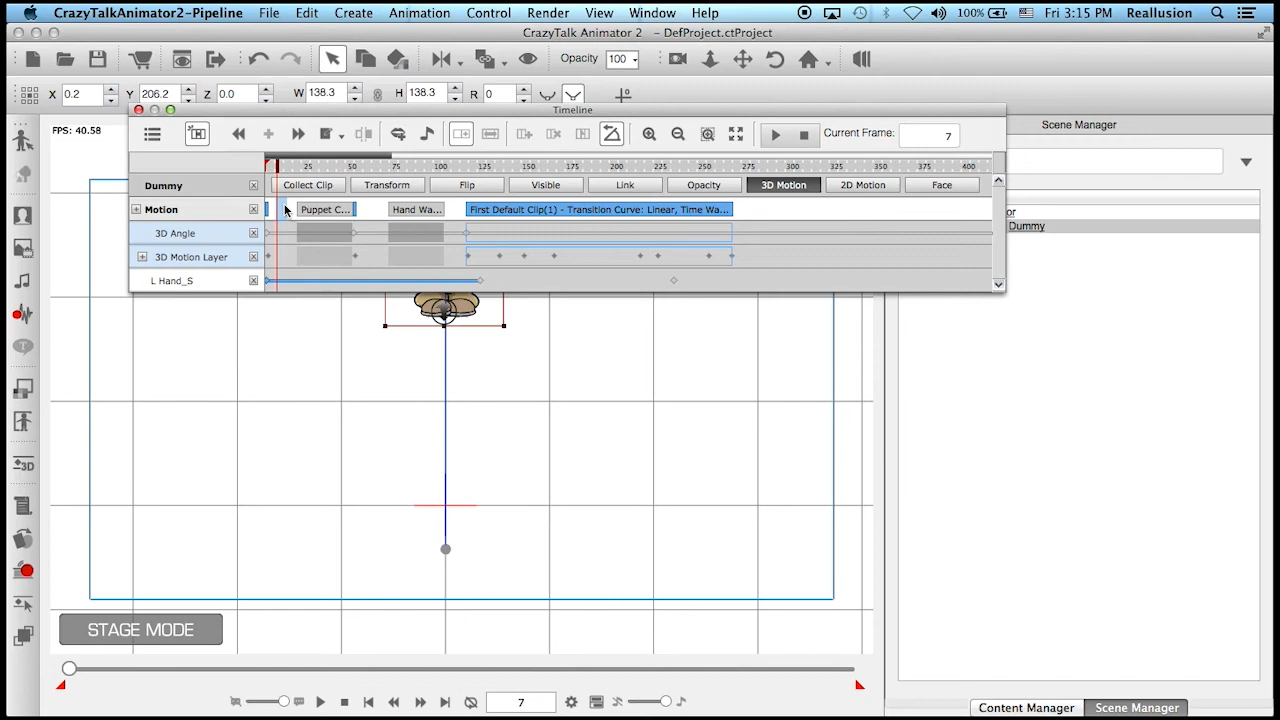 CrazyTalkAnimator2-Pipeline File Edit Create Animation Control Render View Window Help 100% Fri 3:15 PM Reallusion
CrazyTalk Animator 2 - DefProject.ctProject
Opacity 100
X 0.2 Y 206.2 Z 0.0 W 138.3 H 138.3 R 0
Timeline
FPS: 40.58
Scene Manager
Current Frame: 7
25 50 75 100 125 150 175 200 225 250 275 300 325 350 375 400
Dummy Collect Clip Transform Flip Visible Link Opacity 3D Motion 2D Motion Face
Motion Puppet C... Hand Wa... First Default Clip(1) - Transition Curve: Linear, Time Wa...
or
Dummy
3D Angle
3D Motion Layer
L Hand_S
+3D
STAGE MODE
7
Content Manager Scene Manager